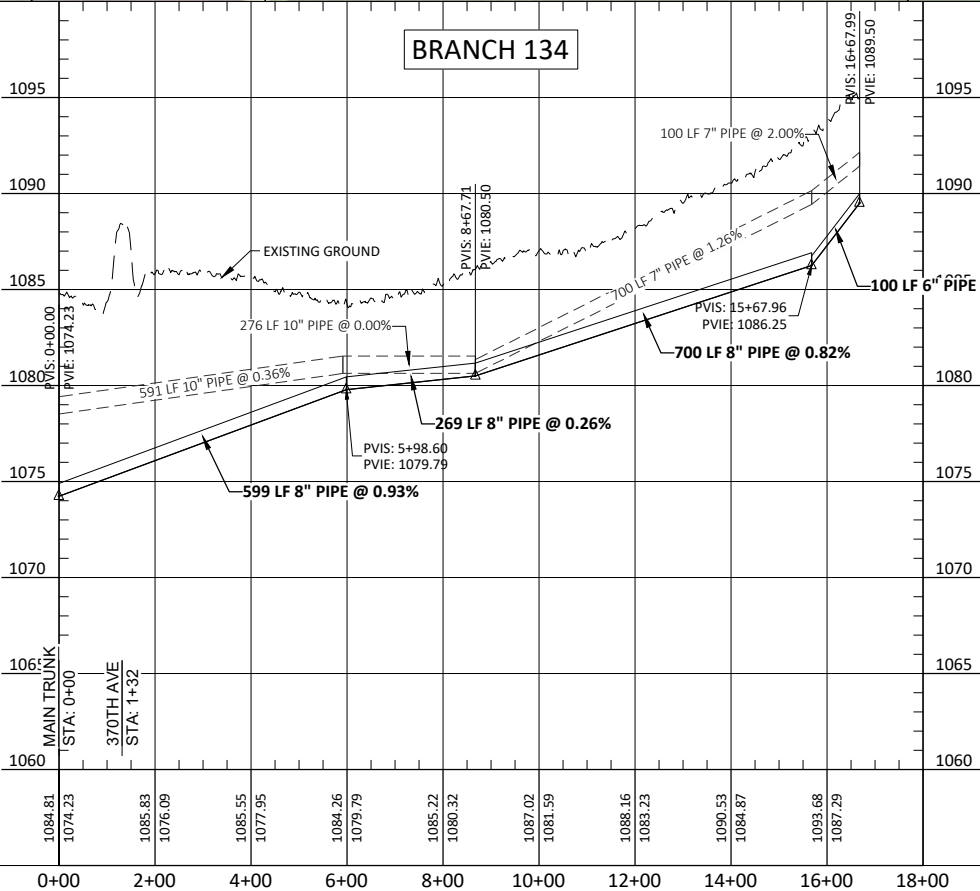 BRANCH 134
PVIS: 16+67.99
PVIE: 1089.50
1095
1095
100 LF 7" PIPE @ 2.00%
1090
1090
PVIS: 8+67.71
PVIE: 1080.50
EXISTING GROUND
700 LF 7" PIPE @ 1.26%
1085
1085
100 LF 6" PIPE
PVIS: 0+00.00
PVIE: 1074.23
276 LF 10" PIPE @ 0.00%
PVIS: 15+67.96
PVIE: 1086.25
700 LF 8" PIPE @ 0.82%
1080
1080
591 LF 10" PIPE @ 0.36%
269 LF 8" PIPE @ 0.26%
PVIS: 5+98.60
PVIE: 1079.79
1075
1075
599 LF 8" PIPE @ 0.93%
1070
1070
1065
1065
MAIN TRUNK
STA: 0+00
370TH AVE
STA: 1+32
1060
1060
1084.81
1074.23
1085.83
1076.09
1085.55
1077.95
1084.26
1079.79
1085.22
1080.32
1087.02
1081.59
1088.16
1083.23
1090.53
1084.87
1093.68
1087.29
0+00 2+00 4+00 6+00 8+00 10+00 12+00 14+00 16+00 18+00